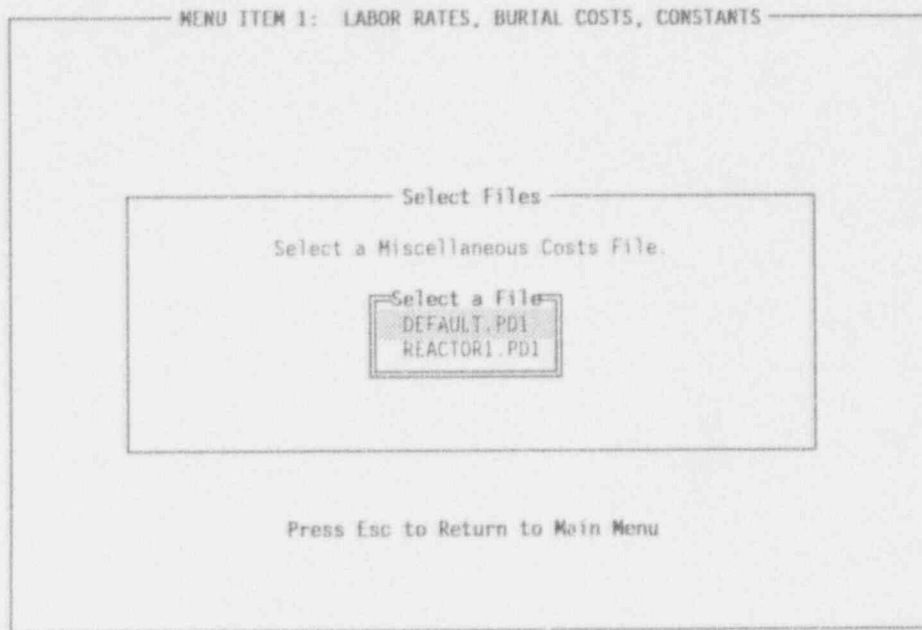 MENU ITEM 1: LABOR RATES, BURIAL COSTS, CONSTANTS
Select Files
Select a Miscellaneous Costs File.
Select a File
DEFAULT.PD1
REACTOR1.PD1
Press Esc to Return to Main Menu